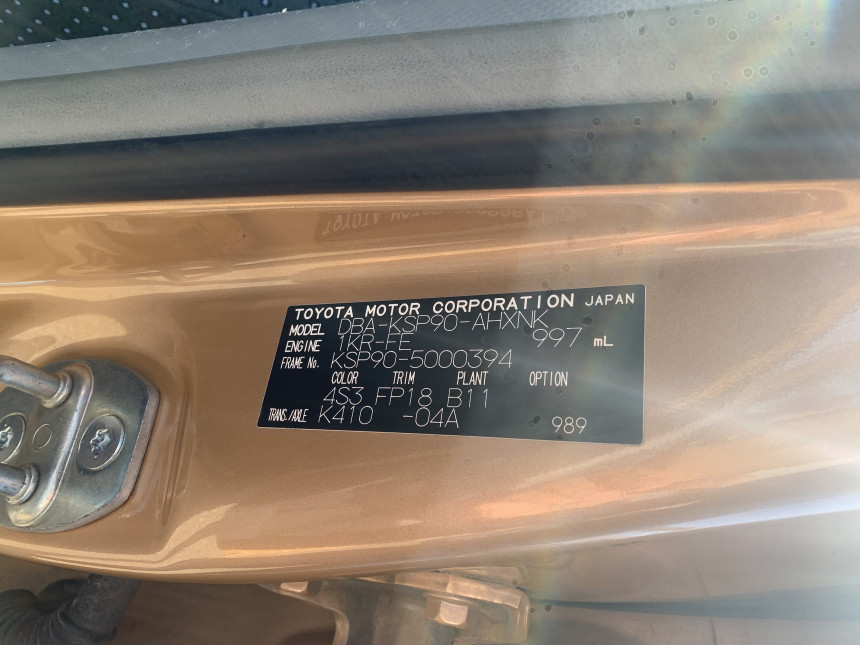 TOYOTA MOTOR CORPORATION JAPAN
MODEL DBA-KSP90-AHXNK
ENGINE 1KR-FE 997 mL
FRAME No. KSP90-5000394
COLOR TRIM PLANT OPTION
4S3 FP18 B11
TRANS./AXLE K410 -04A 989